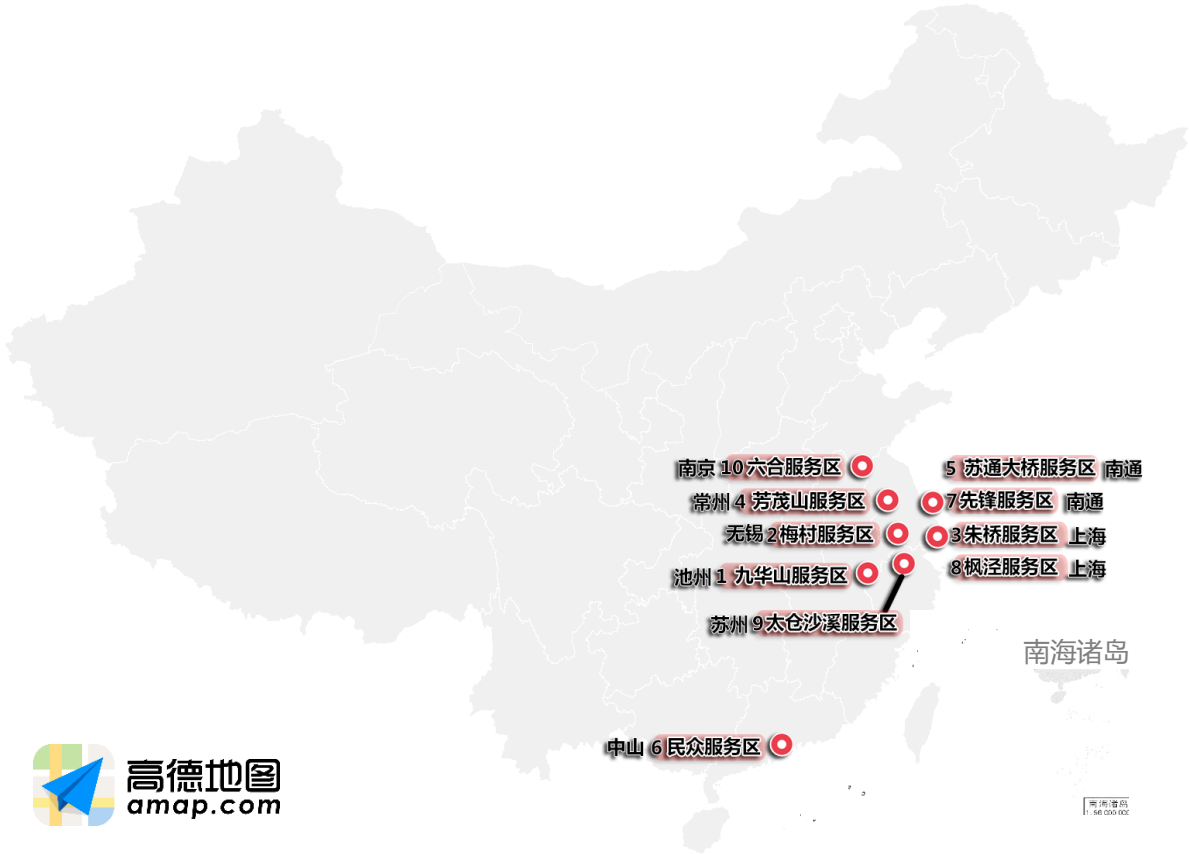 南京 10 六合服务区
5 苏通大桥服务区 南通
常州 4 芳茂山服务区
7 先锋服务区 南通
无锡 2 梅村服务区
3 朱桥服务区 上海
池州 1 九华山服务区
8 枫泾服务区 上海
苏州 9 太仓沙溪服务区
南海诸岛
中山 6 民众服务区
高德地图
amap.com
南海诸岛